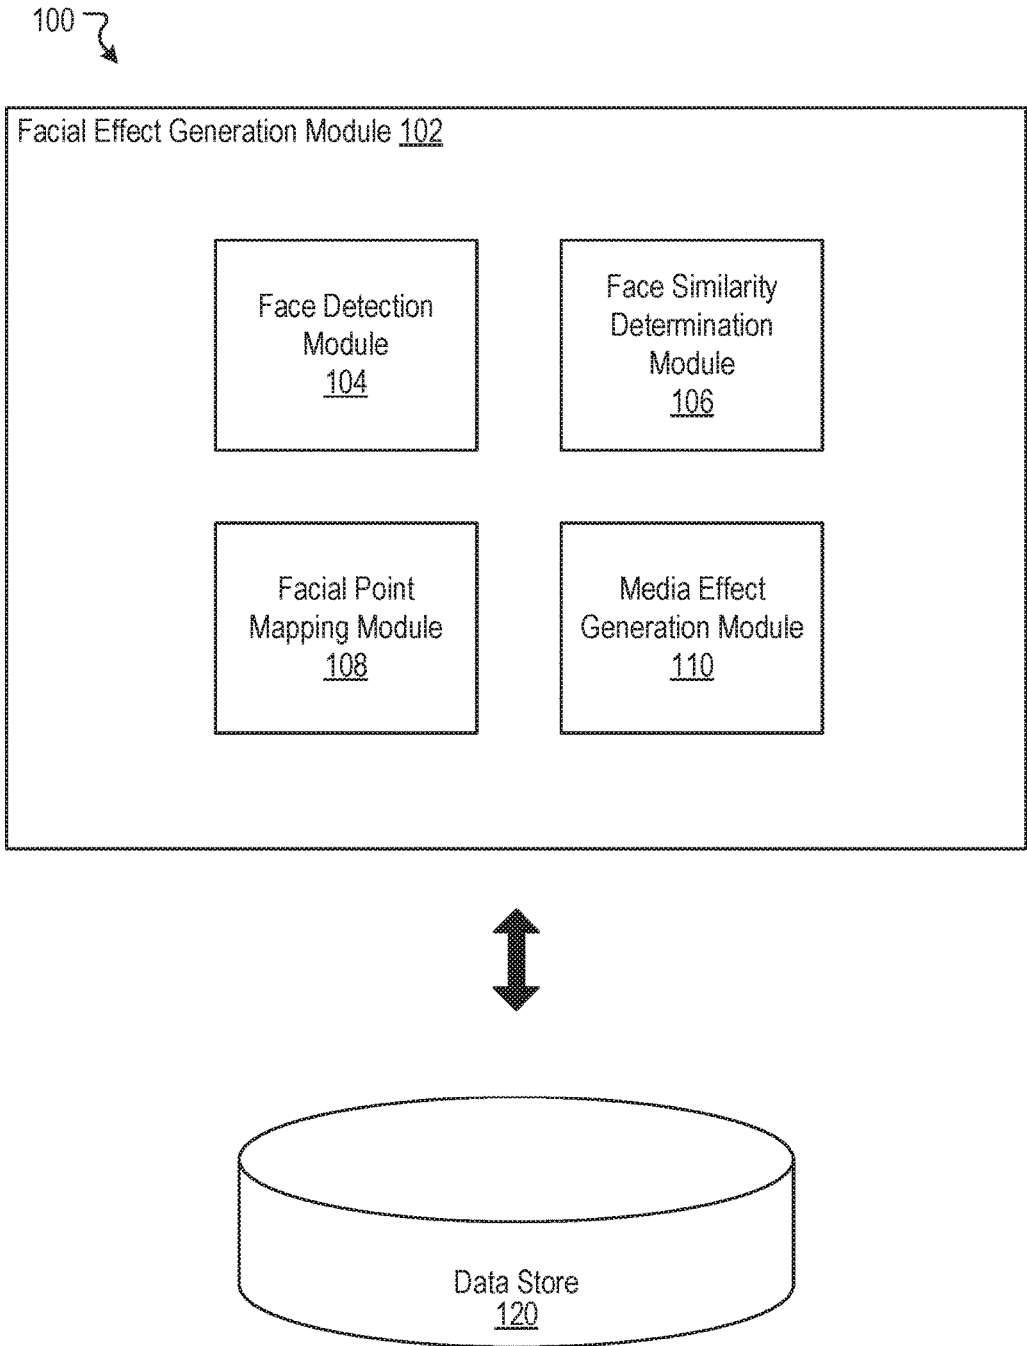 100
Facial Effect Generation Module 102
Face Detection
Module
104
Face Similarity
Determination
Module
106
Facial Point
Mapping Module
108
Media Effect
Generation Module
110
Data Store
120